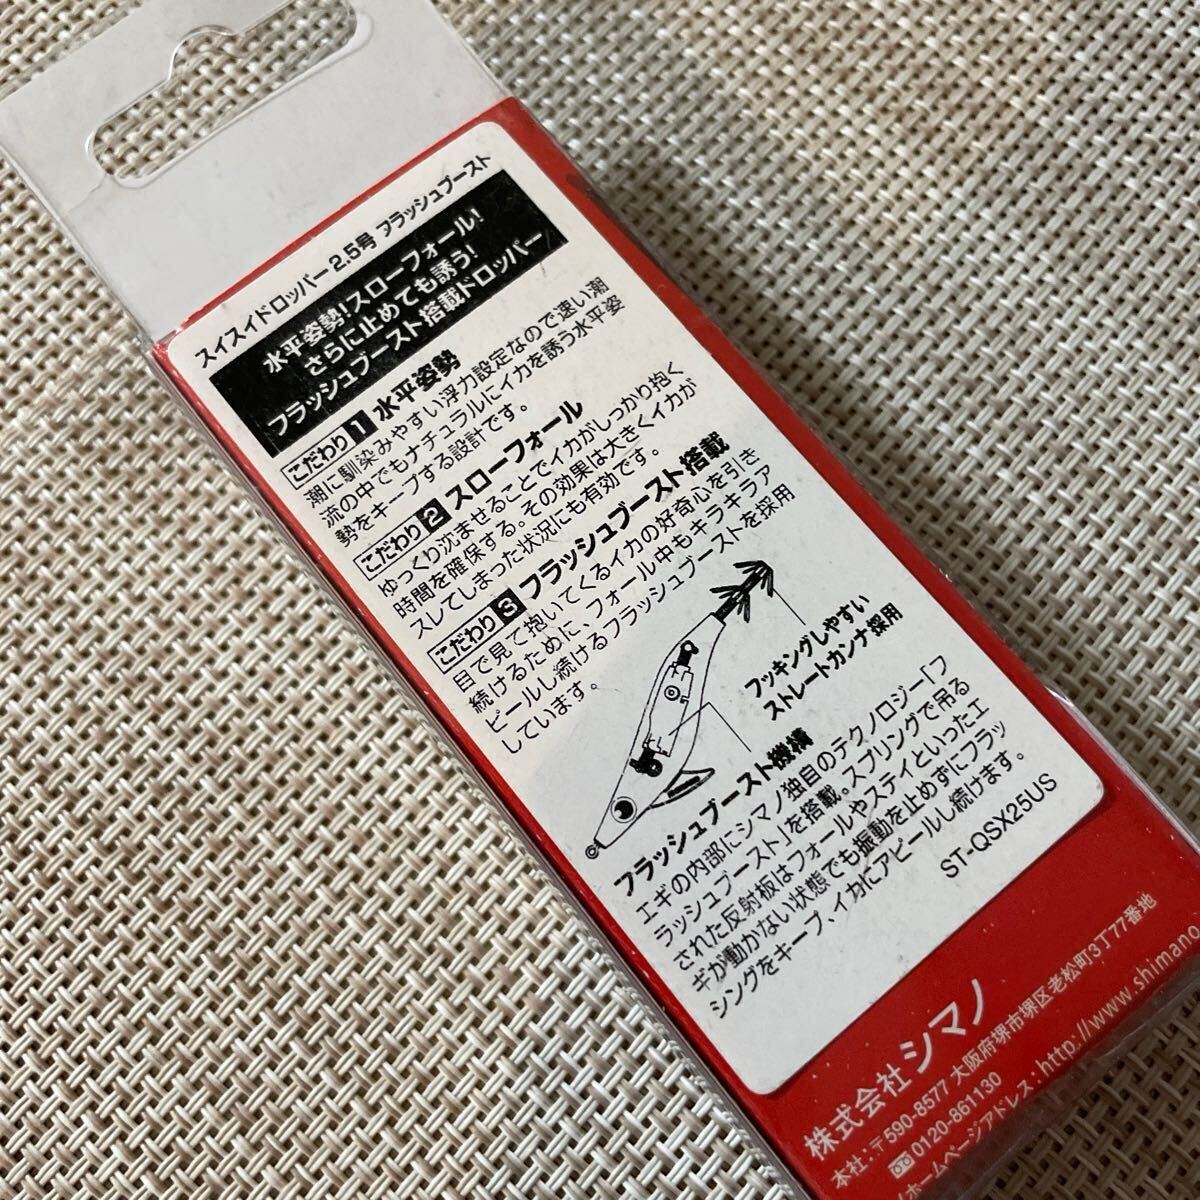 スイスイドロッパー2.5号 フラッシュブースト
水平姿勢!スローフォール!
さらに止めても誘う!
フラッシュブースト搭載ドロッパー
こだわり 1 水平姿勢
潮に馴染みやすい浮力設定なので速い潮
流の中でもナチュラルにイカを誘う水平姿
勢をキープする設計です。
こだわり 2 スローフォール
ゆっくり沈ませることでイカがしっかり抱く
時間を確保する。その効果は大きくイカが
スレてしまった状況にも有効です。
こだわり 3 フラッシュブースト搭載
目で見て抱いてくるイカの好奇心を引き
続けるために、フォール中もキラキラア
ピールし続けるフラッシュブーストを採用
しています。
フッキングしやすい
ストレートカンナ採用
フラッシュブースト機構
エギの内部にシマノ独自のテクノロジー「フ
ラッシュブースト」を搭載。スプリングで吊る
された反射板はフォールやステイといったエ
ギが動かない状態でも振動を止めずにフラッ
シングをキープ、イカにアピールし続けます。
ST-QSX25US
株式会社シマノ
本社:〒590-8577 大阪府堺市堺区老松町3丁77番地
0120-861130
ホームページアドレス:http://www.shimano